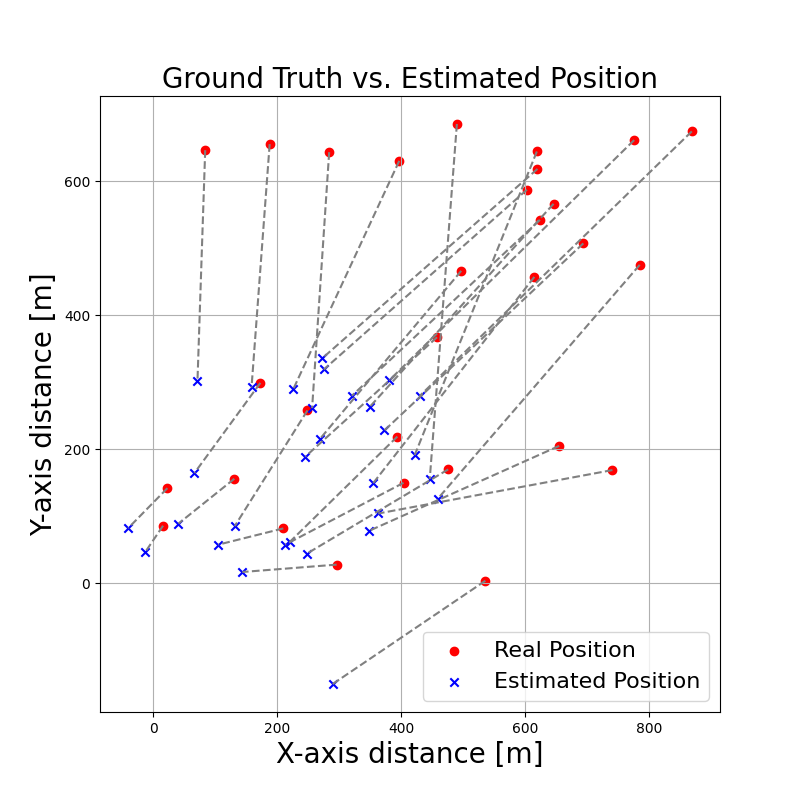 Ground Truth vs. Estimated Position
Y-axis distance [m]
600
400
200
0
0
200
400
600
800
X-axis distance [m]
Real Position
Estimated Position